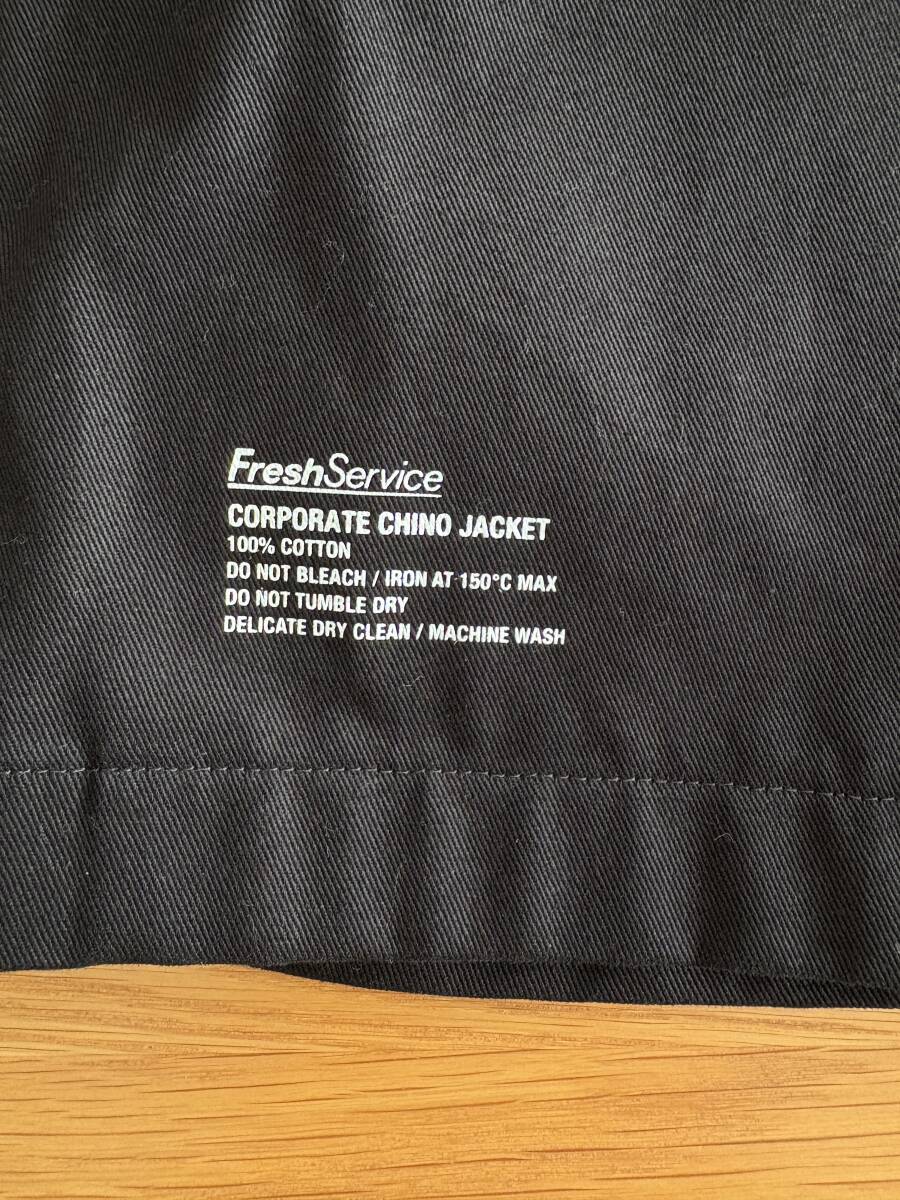 FreshService
CORPORATE CHINO JACKET
100% COTTON
DO NOT BLEACH / IRON AT 150°C MAX
DO NOT TUMBLE DRY
DELICATE DRY CLEAN / MACHINE WASH